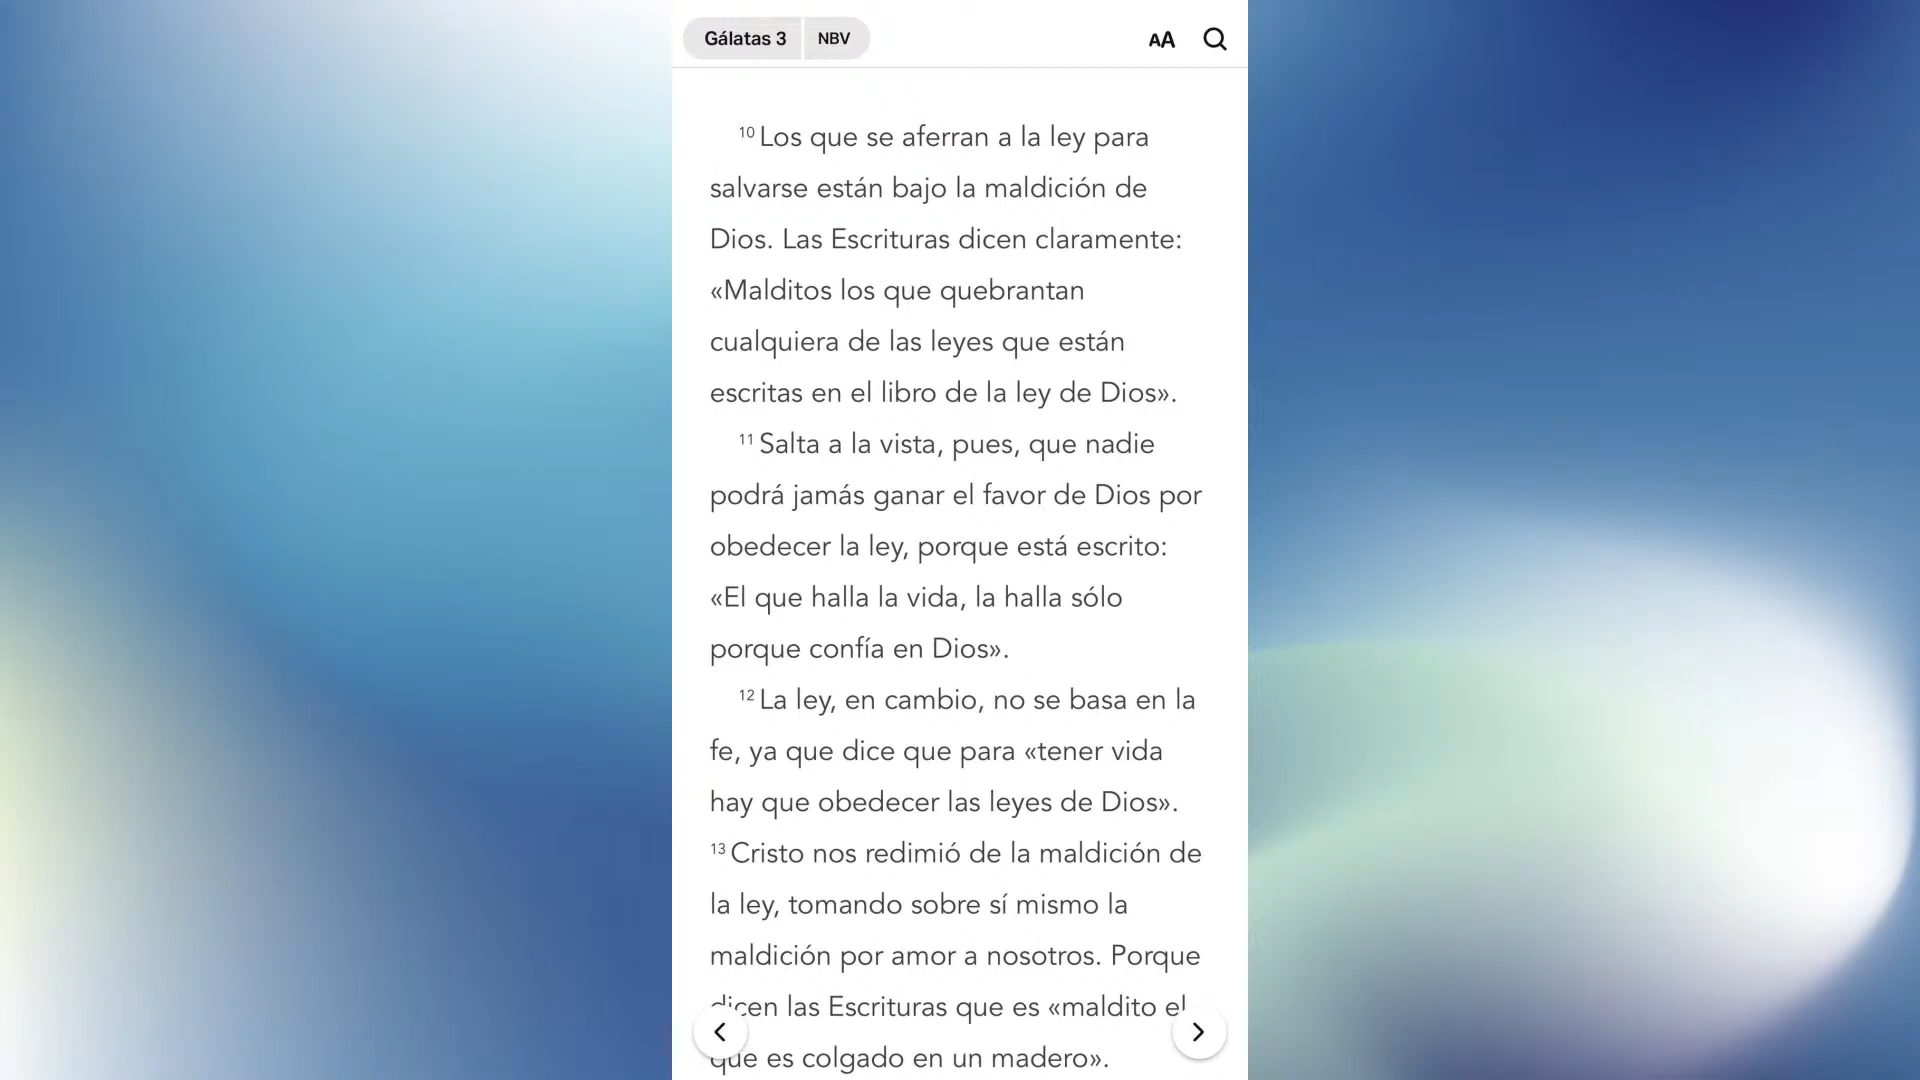 Gálatas 3 NBV AA
10 Los que se aferran a la ley para
salvarse están bajo la maldición de
Dios. Las Escrituras dicen claramente:
«Malditos los que quebrantan
cualquiera de las leyes que están
escritas en el libro de la ley de Dios».
11 Salta a la vista, pues, que nadie
podrá jamás ganar el favor de Dios por
obedecer la ley, porque está escrito:
«El que halla la vida, la halla sólo
porque confía en Dios».
12 La ley, en cambio, no se basa en la
fe, ya que dice que para «tener vida
hay que obedecer las leyes de Dios».
13 Cristo nos redimió de la maldición de
la ley, tomando sobre sí mismo la
maldición por amor a nosotros. Porque
dicen las Escrituras que es «maldito el
que es colgado en un madero».